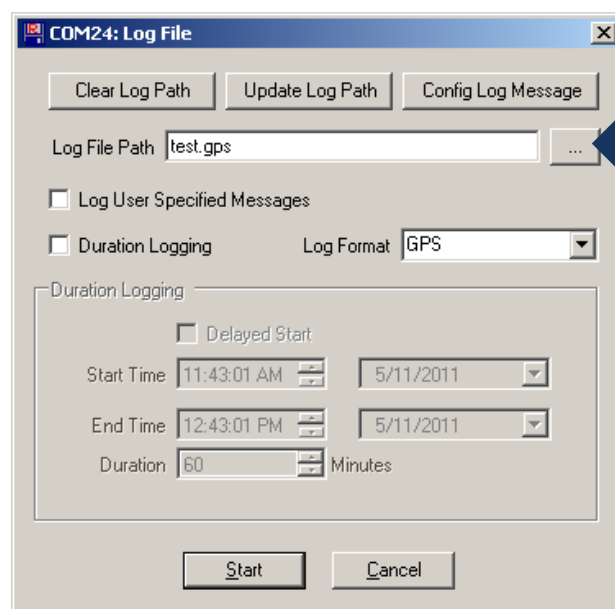 COM24: Log File
Clear Log Path Update Log Path Config Log Message
Log File Path test.gps ...
Log User Specified Messages
Duration Logging Log Format GPS
Duration Logging
Delayed Start
Start Time 11:43:01 AM 5/11/2011
End Time 12:43:01 PM 5/11/2011
Duration 60 Minutes
Start Cancel